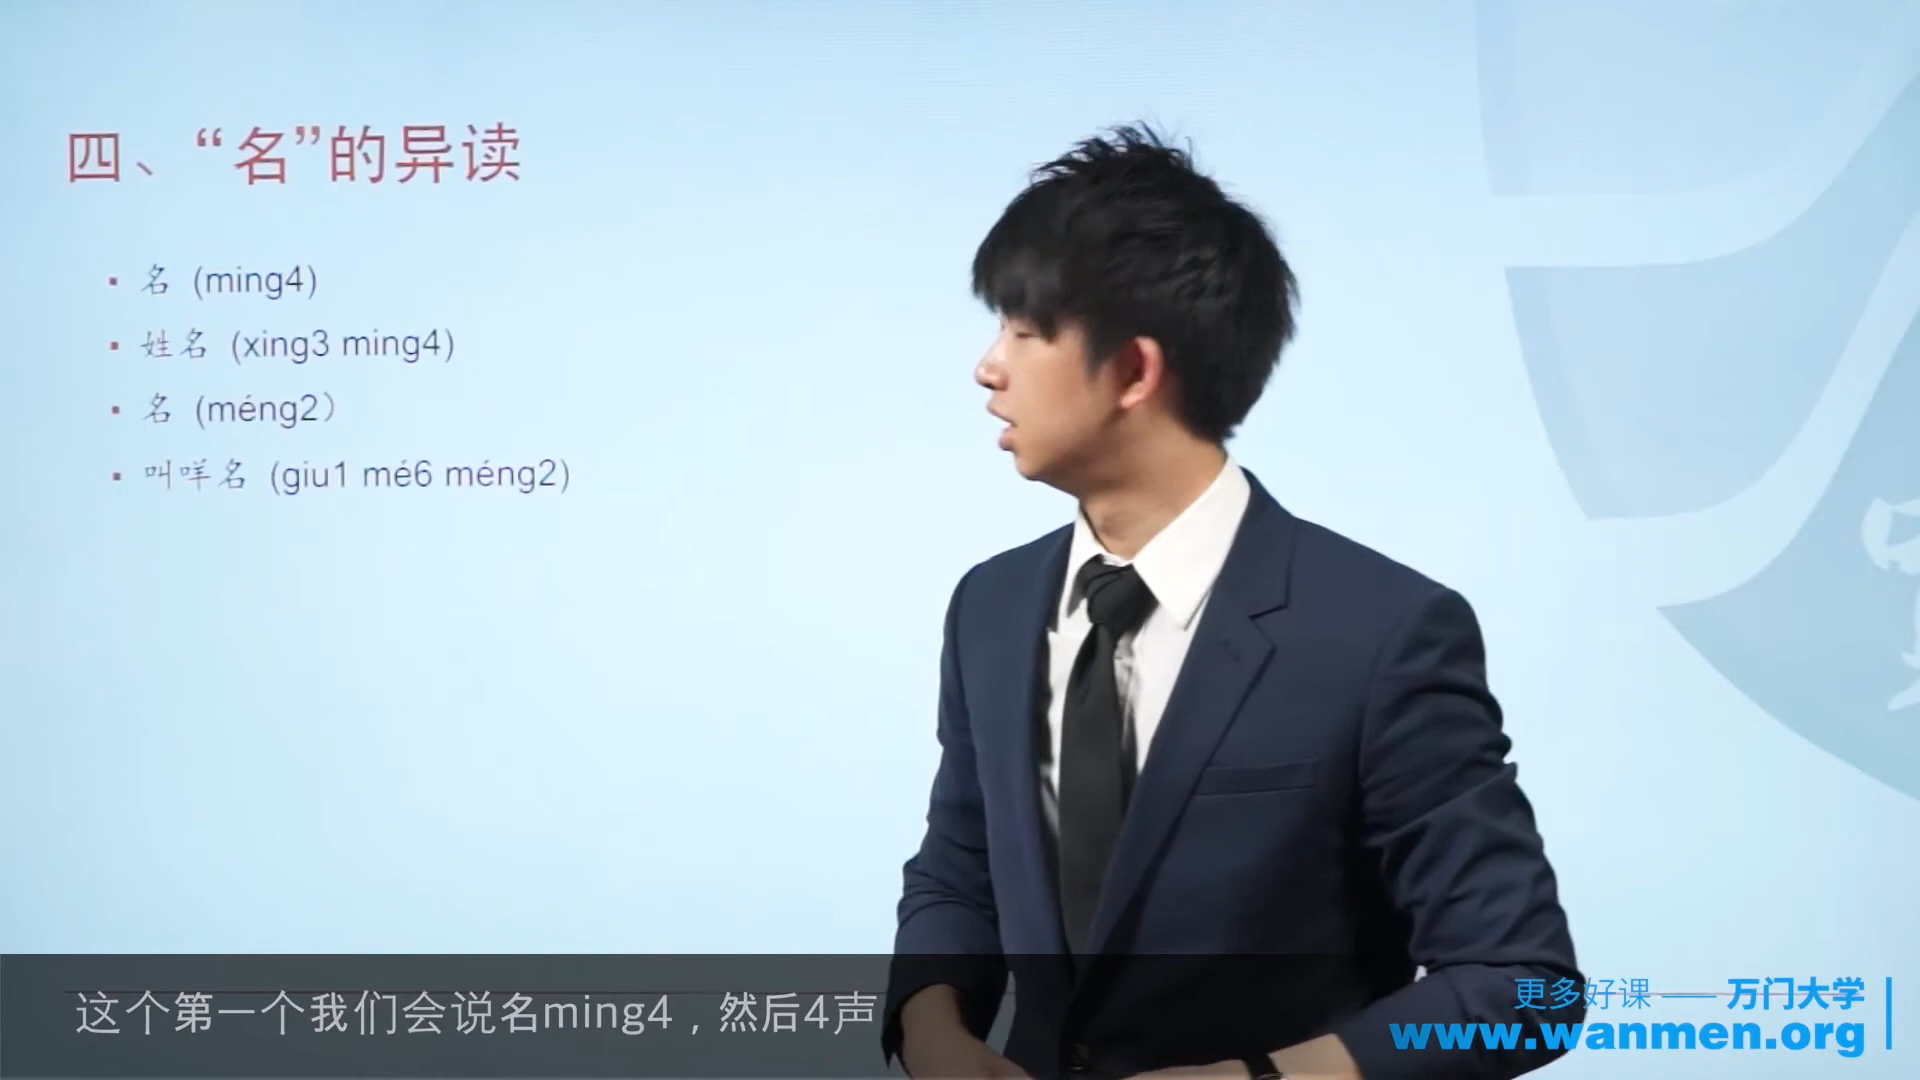 四、“名”的异读
▪ 名 (ming4)
▪ 姓名 (xing3 ming4)
▪ 名 (méng2）
▪ 叫咩名 (giu1 mé6 méng2)
这个第一个我们会说名ming4，然后4声
更多好课 —— 万门大学
www.wanmen.org